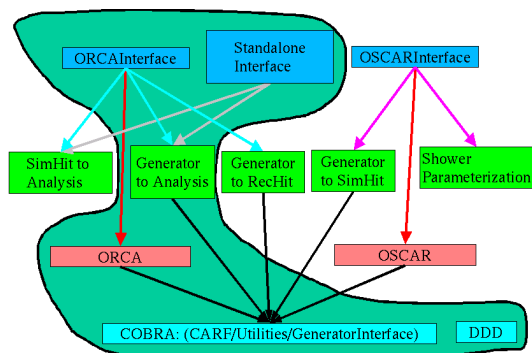 ORCAInterface
Standalone
Interface
OSCARInterface
SimHit to
Analysis
Generator
to Analysis
Generator
to RecHit
Generator
to SimHit
Shower
Parameterization
ORCA
OSCAR
COBRA: (CARF/Utilities/GeneratorInterface)
DDD